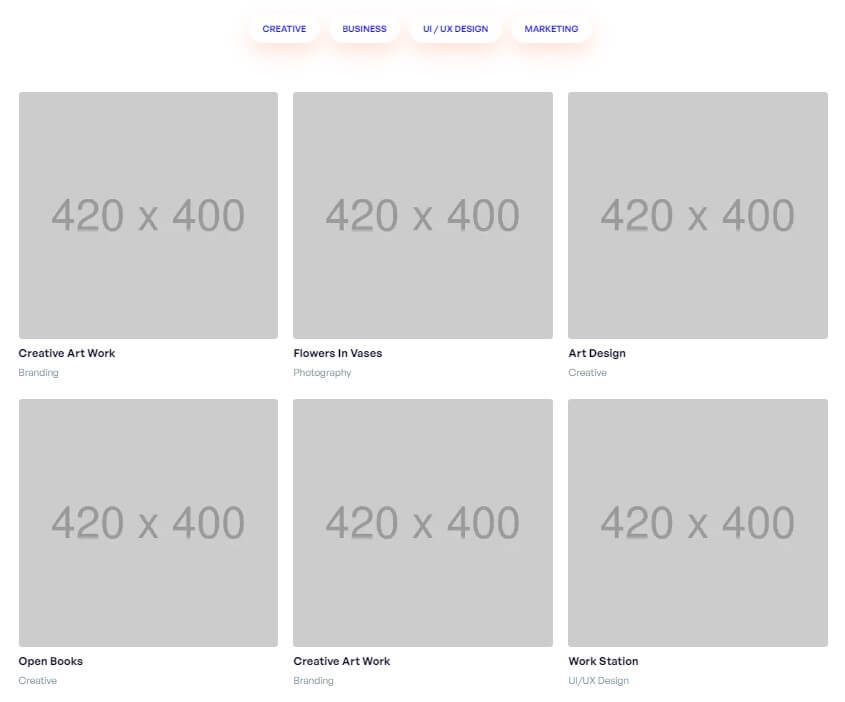 CREATIVE BUSINESS UI / UX DESIGN MARKETING
420 x 400 420 x 400 420 x 400
Creative Art Work Flowers In Vases Art Design
Branding Photography Creative
420 x 400 420 x 400 420 x 400
Open Books Creative Art Work Work Station
Creative Branding UI/UX Design